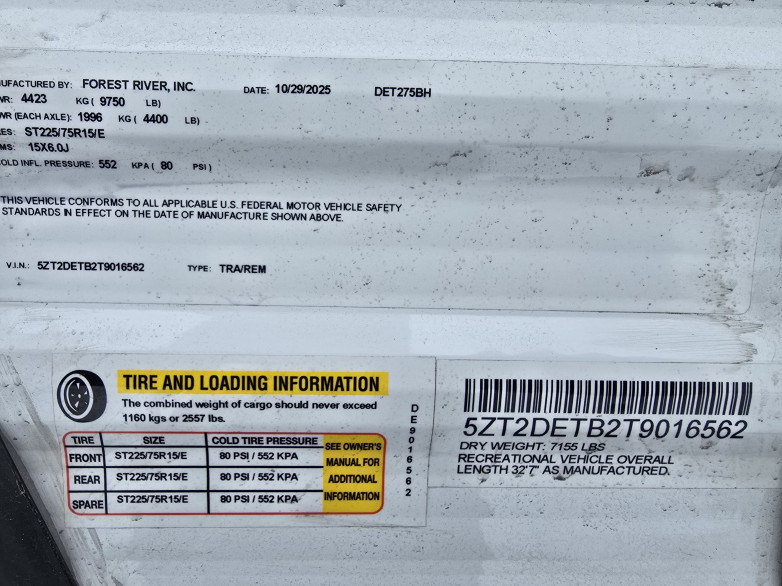 UFACTURED BY: FOREST RIVER, INC. DATE: 10/29/2025 DET275BH
WR: 4423 KG ( 9750 LB)
WR (EACH AXLE): 1996 KG ( 4400 LB)
ES: ST225/75R15/E
MS: 15X6.0J
OLD INFL. PRESSURE: 552 KPA ( 80 PSI )
THIS VEHICLE CONFORMS TO ALL APPLICABLE U.S. FEDERAL MOTOR VEHICLE SAFETY
STANDARDS IN EFFECT ON THE DATE OF MANUFACTURE SHOWN ABOVE.
V.I.N.: 5ZT2DETB2T9016562 TYPE: TRA/REM
TIRE AND LOADING INFORMATION
The combined weight of cargo should never exceed
1160 kgs or 2557 lbs.
TIRE SIZE COLD TIRE PRESSURE
FRONT ST225/75R15/E 80 PSI / 552 KPA
REAR ST225/75R15/E 80 PSI / 552 KPA
SPARE ST225/75R15/E 80 PSI / 552 KPA
SEE OWNER'S
MANUAL FOR
ADDITIONAL
INFORMATION
DE9016562
5ZT2DETB2T9016562
DRY WEIGHT: 7155 LBS
RECREATIONAL VEHICLE OVERALL
LENGTH 32'7" AS MANUFACTURED.